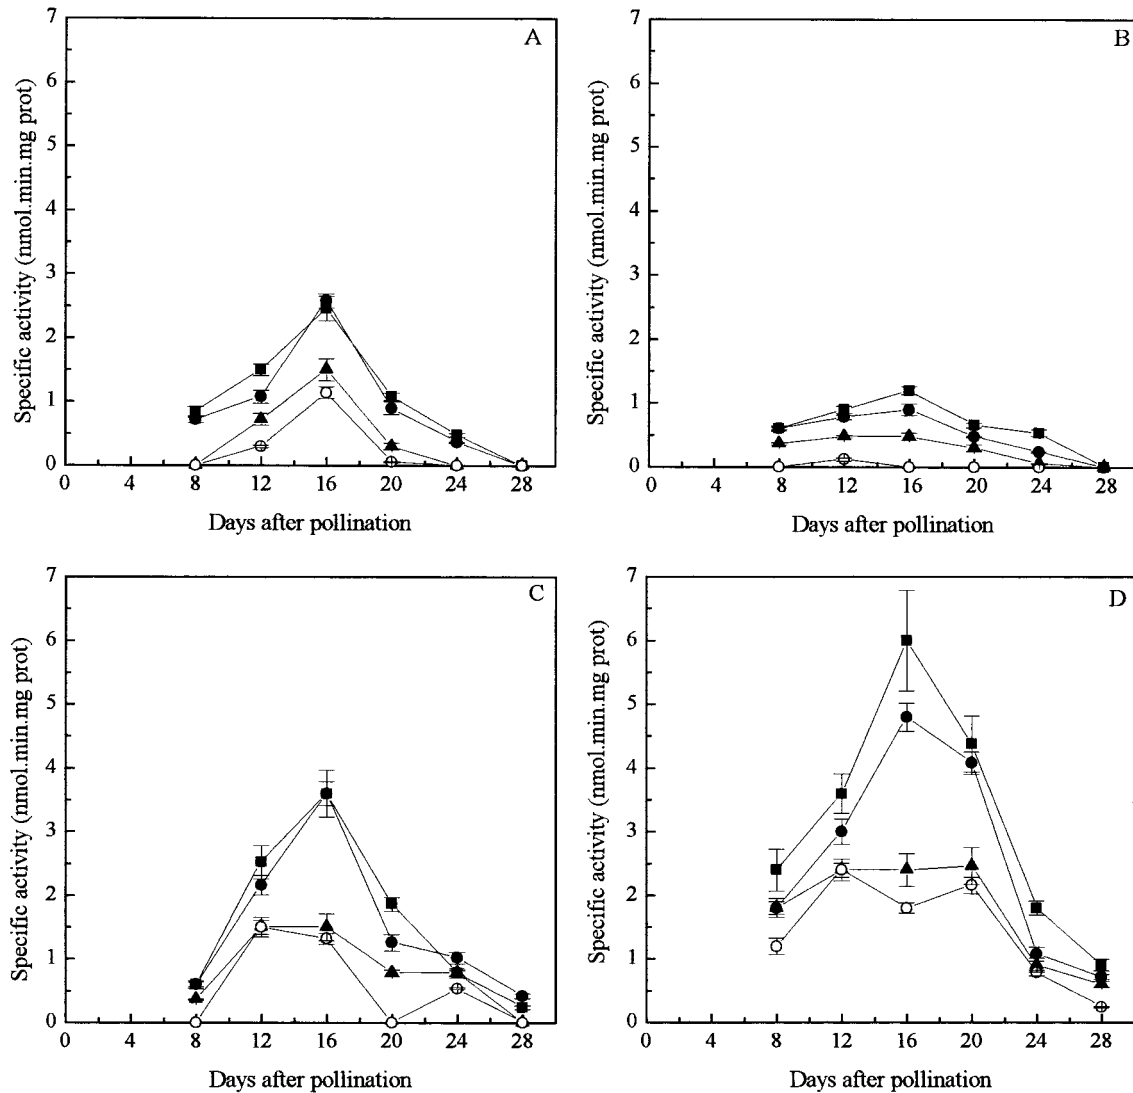 A
Specific activity (nmol.min.mg prot)
7
6
5
4
3
2
1
0
0 4 8 12 16 20 24 28
Days after pollination
B
Specific activity (nmol.min.mg prot)
7
6
5
4
3
2
1
0
0 4 8 12 16 20 24 28
Days after pollination
C
Specific activity (nmol.min.mg prot)
7
6
5
4
3
2
1
0
0 4 8 12 16 20 24 28
Days after pollination
D
Specific activity (nmol.min.mg prot)
7
6
5
4
3
2
1
0
0 4 8 12 16 20 24 28
Days after pollination